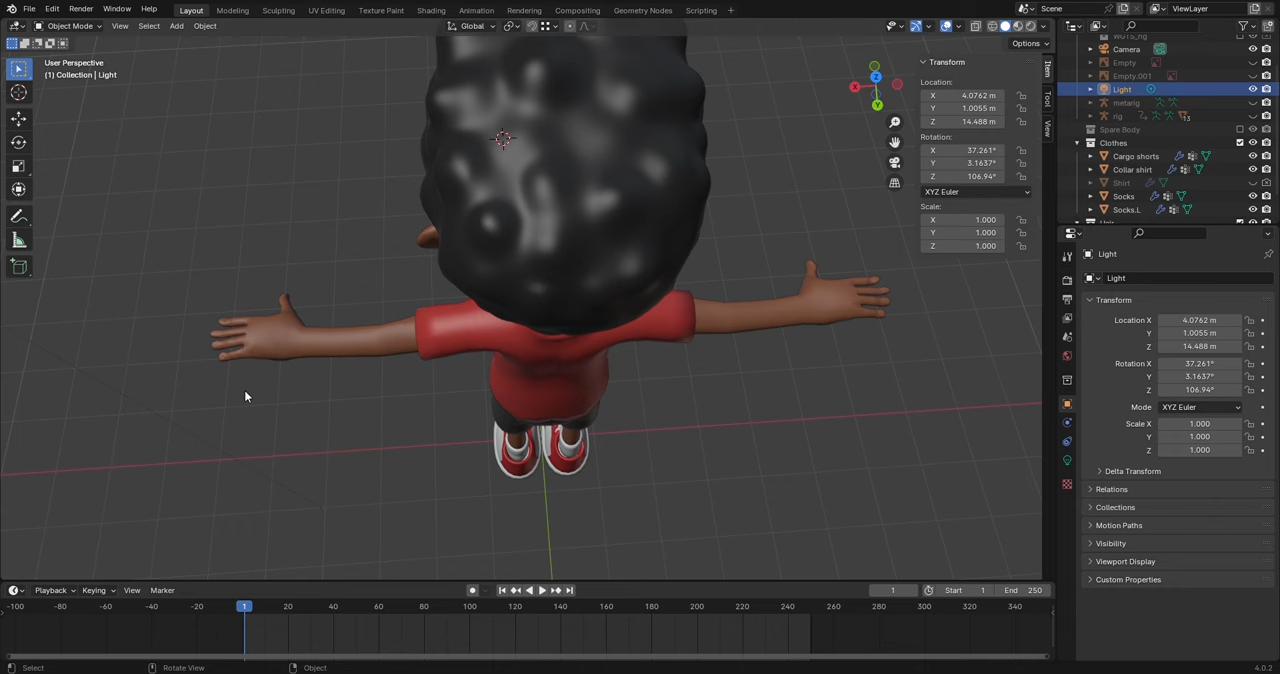 File Edit Render Window Help Layout Modeling Sculpting UV Editing Texture Paint Shading Animation Rendering Compositing Geometry Nodes Scripting + Scene ViewLayer
Object Mode View Select Add Object Global
Options
User Perspective
(1) Collection | Light
Transform
Location:
X 4.0762 m
Y 1.0055 m
Z 14.488 m
Rotation:
X 37.261°
Y 3.1637°
Z 106.94°
XYZ Euler
Scale:
X 1.000
Y 1.000
Z 1.000
Item
Tool
View
X
Y
Z
WGTS_rig
Camera
Empty
Empty.001
Light
metarig
rig 13
Spare Body
Clothes
Cargo shorts
Collar shirt
Shirt
Socks
Socks.L
Hair
Light
Light
Transform
Location X 4.0762 m
Y 1.0055 m
Z 14.488 m
Rotation X 37.261°
Y 3.1637°
Z 106.94°
Mode XYZ Euler
Scale X 1.000
Y 1.000
Z 1.000
Delta Transform
Relations
Collections
Motion Paths
Visibility
Viewport Display
Custom Properties
Playback Keying View Marker 1 Start 1 End 250
-100 -80 -60 -40 -20 1 20 40 60 80 100 120 140 160 180 200 220 240 260 280 300 320 340
Select Rotate View Object 4.0.2